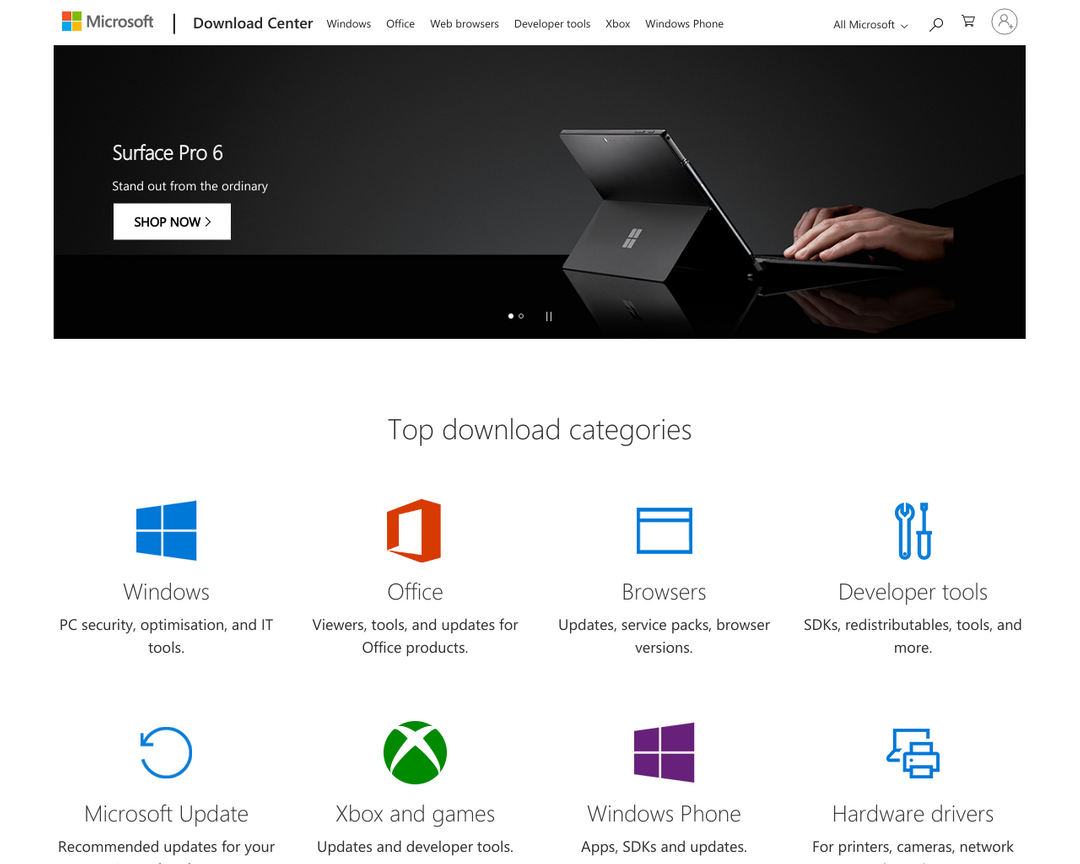 Microsoft
Download Center
Windows
Office
Web browsers
Developer tools
Xbox
Windows Phone
All Microsoft
Surface Pro 6
Stand out from the ordinary
SHOP NOW
Top download categories
Windows
PC security, optimisation, and IT
tools.
Office
Viewers, tools, and updates for
Office products.
Browsers
Updates, service packs, browser
versions.
Developer tools
SDKs, redistributables, tools, and
more.
Microsoft Update
Recommended updates for your
Xbox and games
Updates and developer tools.
Windows Phone
Apps, SDKs and updates.
Hardware drivers
For printers, cameras, network